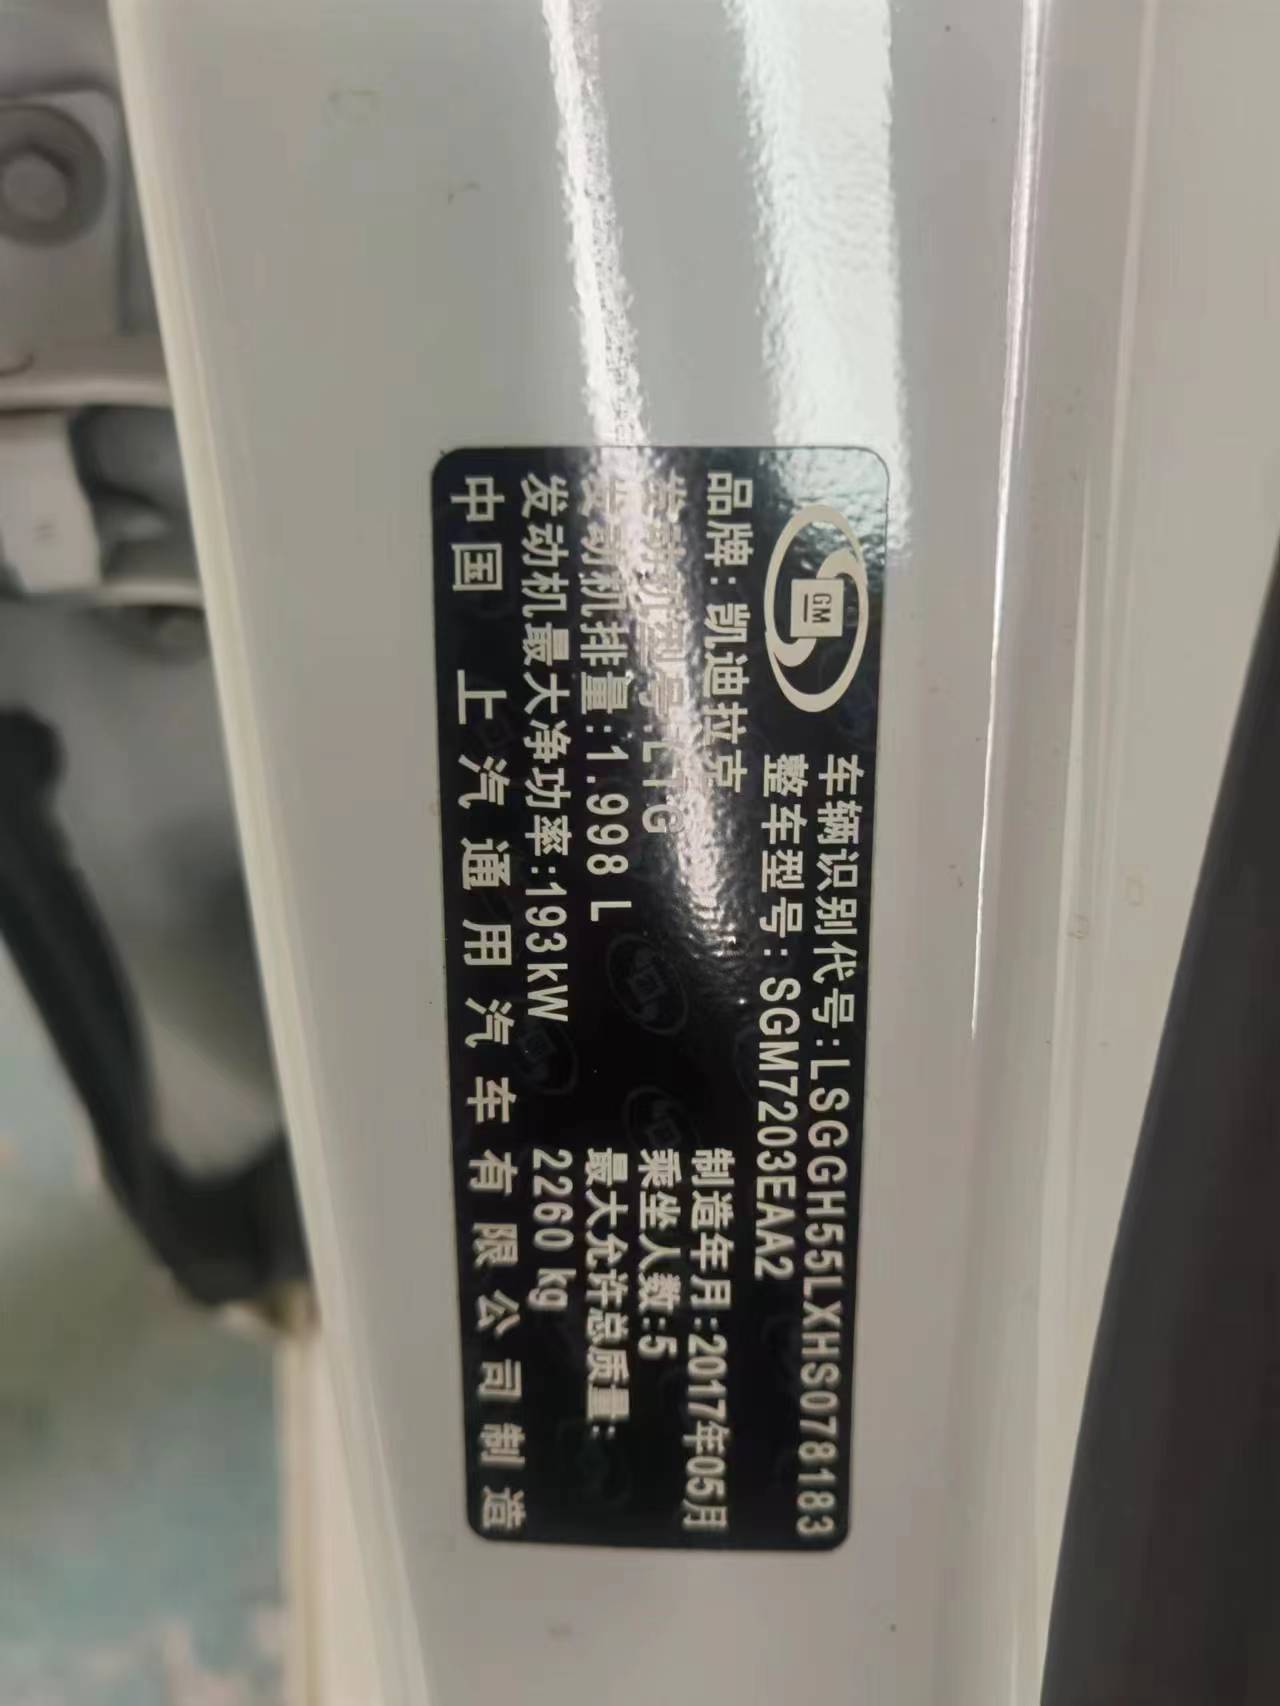 GM
车辆识别代号:LSGGH55LXHS078183
整车型号:SGM7203EAA2
品牌:凯迪拉克
制造年月:2017年05月
发动机型号:LTG
乘坐人数:5
发动机排量:1.998 L
最大允许总质量:
发动机最大净功率:193kW
2260 kg
中国 上汽通用汽车有限公司制造